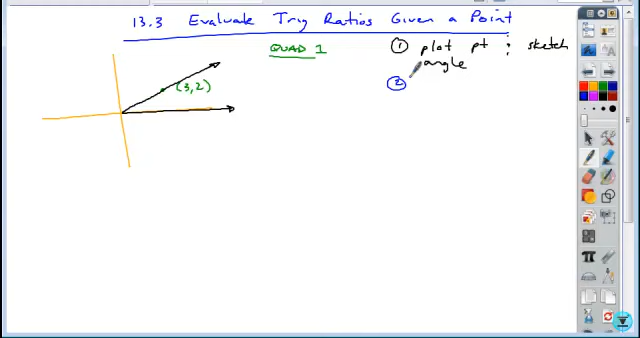 13.3 Evaluate Trig Ratios Given a Point
QUAD 1
① plot pt & sketch
angle
(3,2)
②